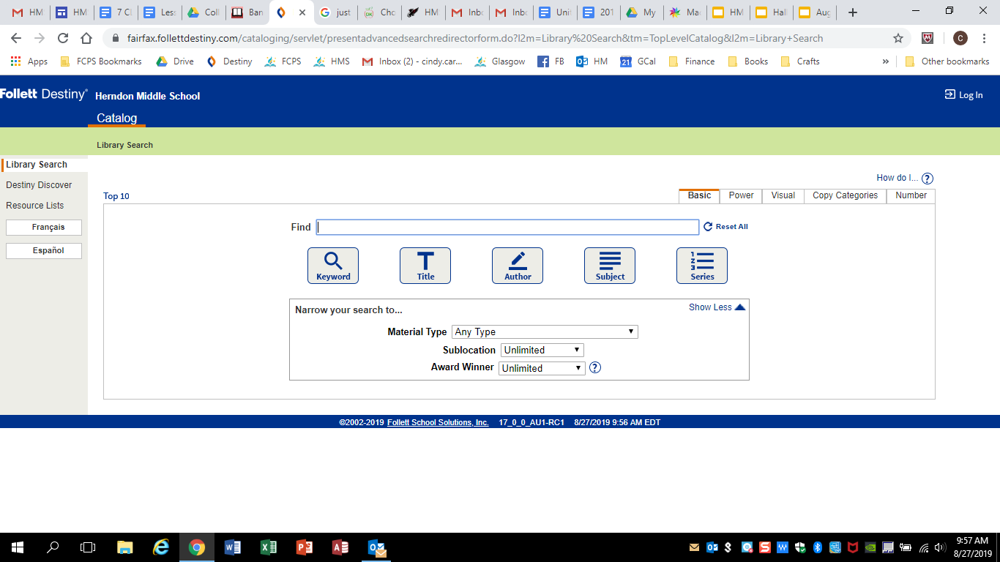 HM HM 7 Cl Less Coll Ban just Cho HM Inbo Inbo Unit 201 My Mac HM Hall Aug
fairfax.follettdestiny.com/cataloging/servlet/presentadvancedsearchredirectorform.do?l2m=Library%20Search&tm=TopLevelCatalog&l2m=Library+Search C
Apps FCPS Bookmarks Drive Destiny FCPS HMS Inbox (2) - cindy.car... Glasgow FB HM 21 GCal Finance Books Crafts » Other bookmarks
Follett Destiny® Herndon Middle School Log In
Catalog
Library Search
Library Search
Destiny Discover
Resource Lists
Français
Español
How do I... ?
Top 10 Basic Power Visual Copy Categories Number
Find Reset All
Keyword Title Author Subject Series
Narrow your search to... Show Less
Material Type Any Type
Sublocation Unlimited
Award Winner Unlimited ?
©2002-2019 Follett School Solutions, Inc. 17_0_0_AU1-RC1 8/27/2019 9:56 AM EDT
9:57 AM
8/27/2019